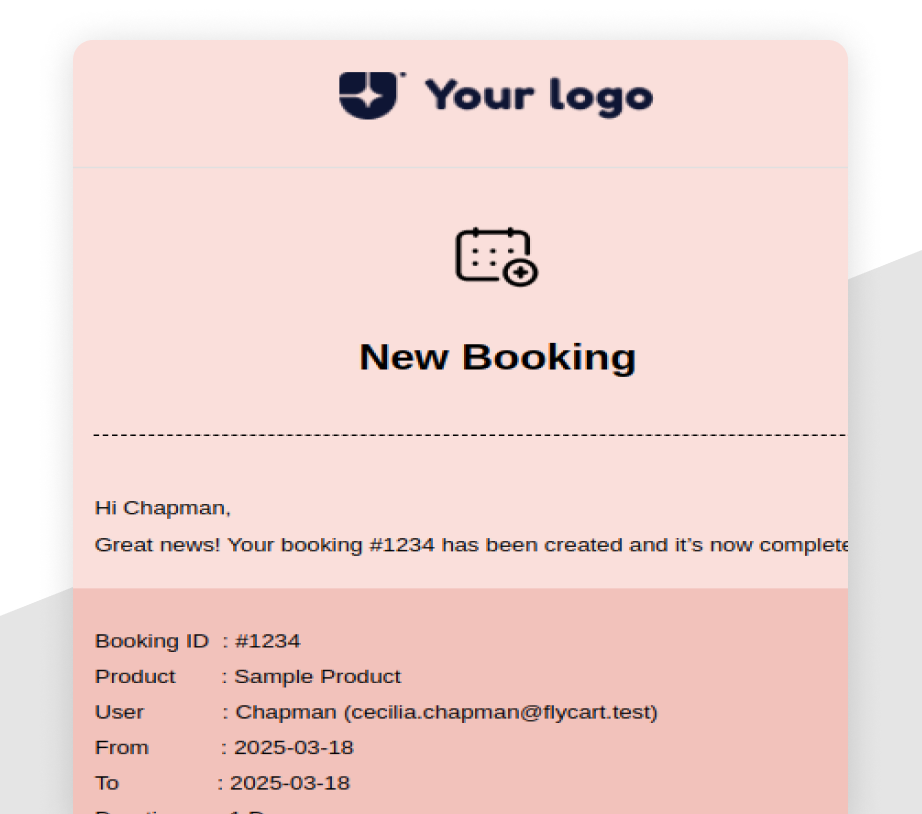 Your logo
New Booking
Hi Chapman,
Great news! Your booking #1234 has been created and it’s now complete
Booking ID : #1234
Product : Sample Product
User : Chapman (cecilia.chapman@flycart.test)
From : 2025-03-18
To : 2025-03-18